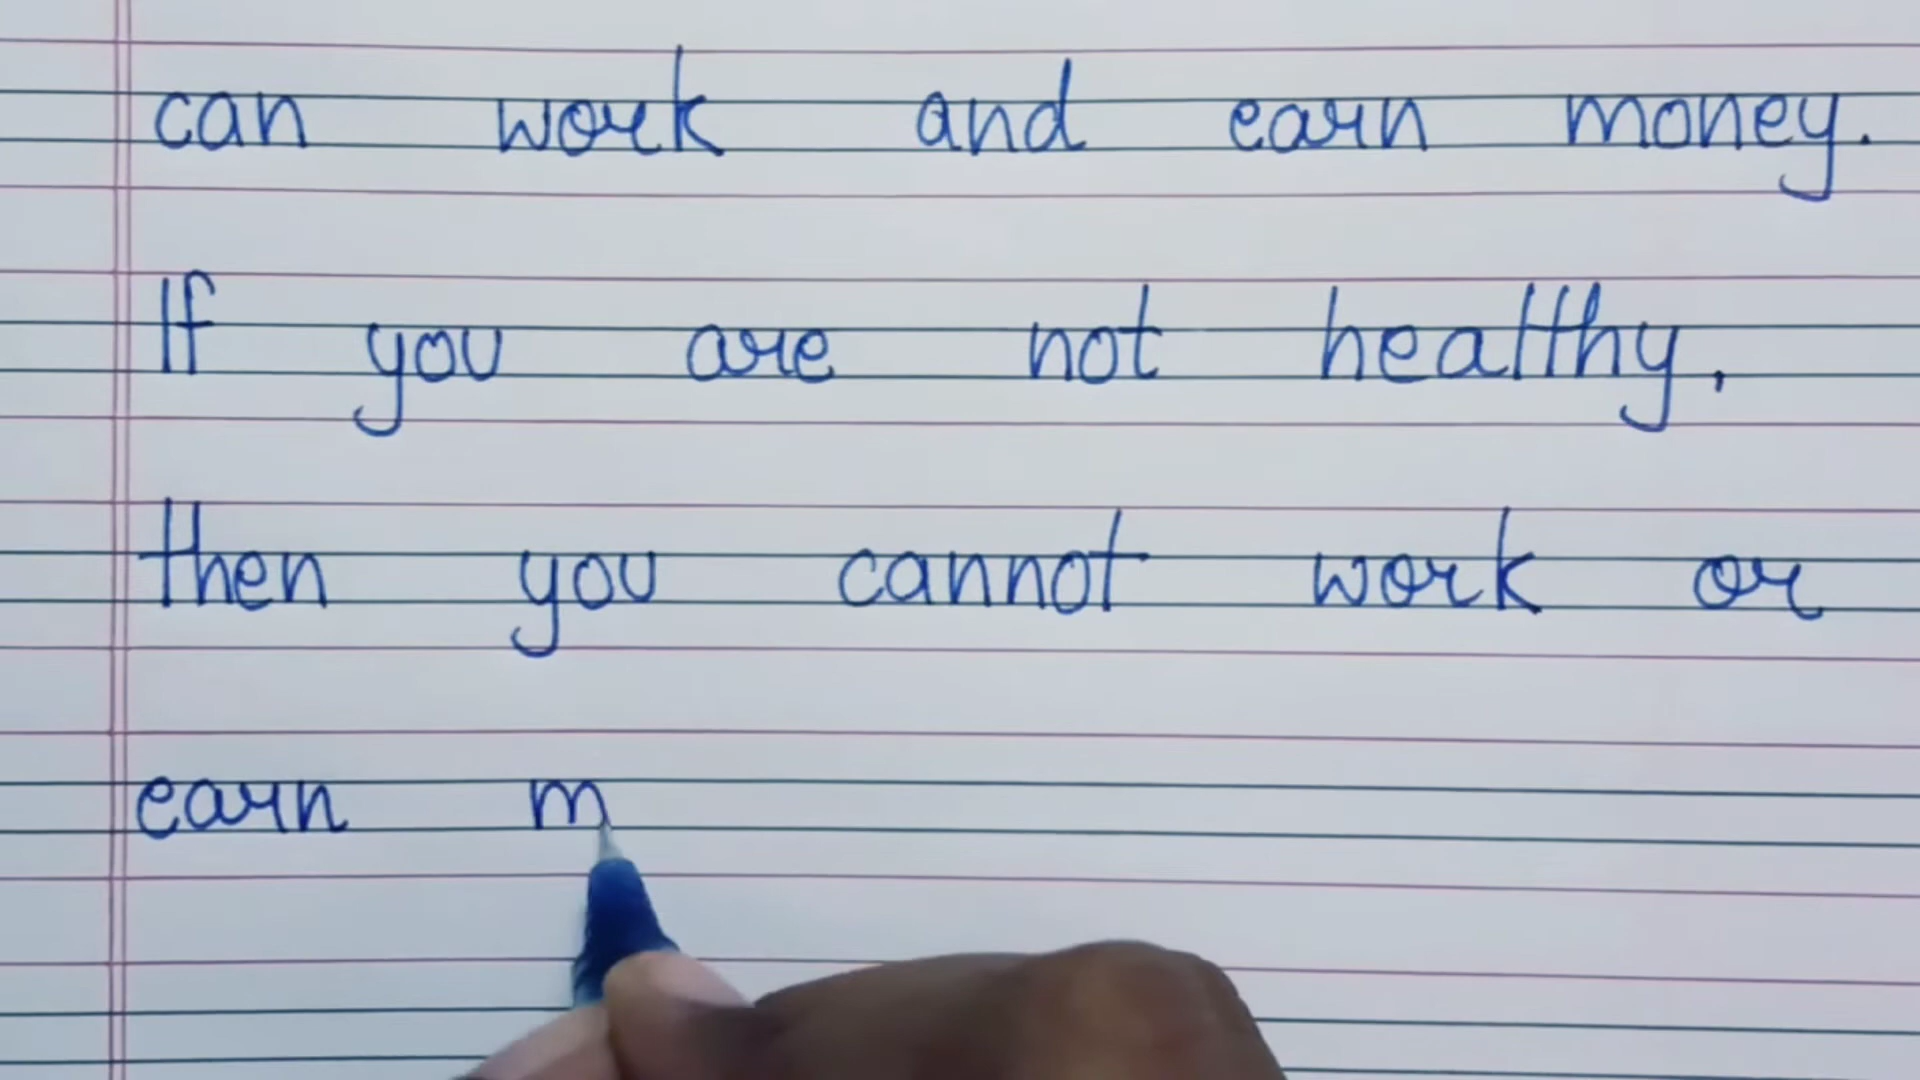 can work and earn money.
If you are not healthy,
then you cannot work or
earn m